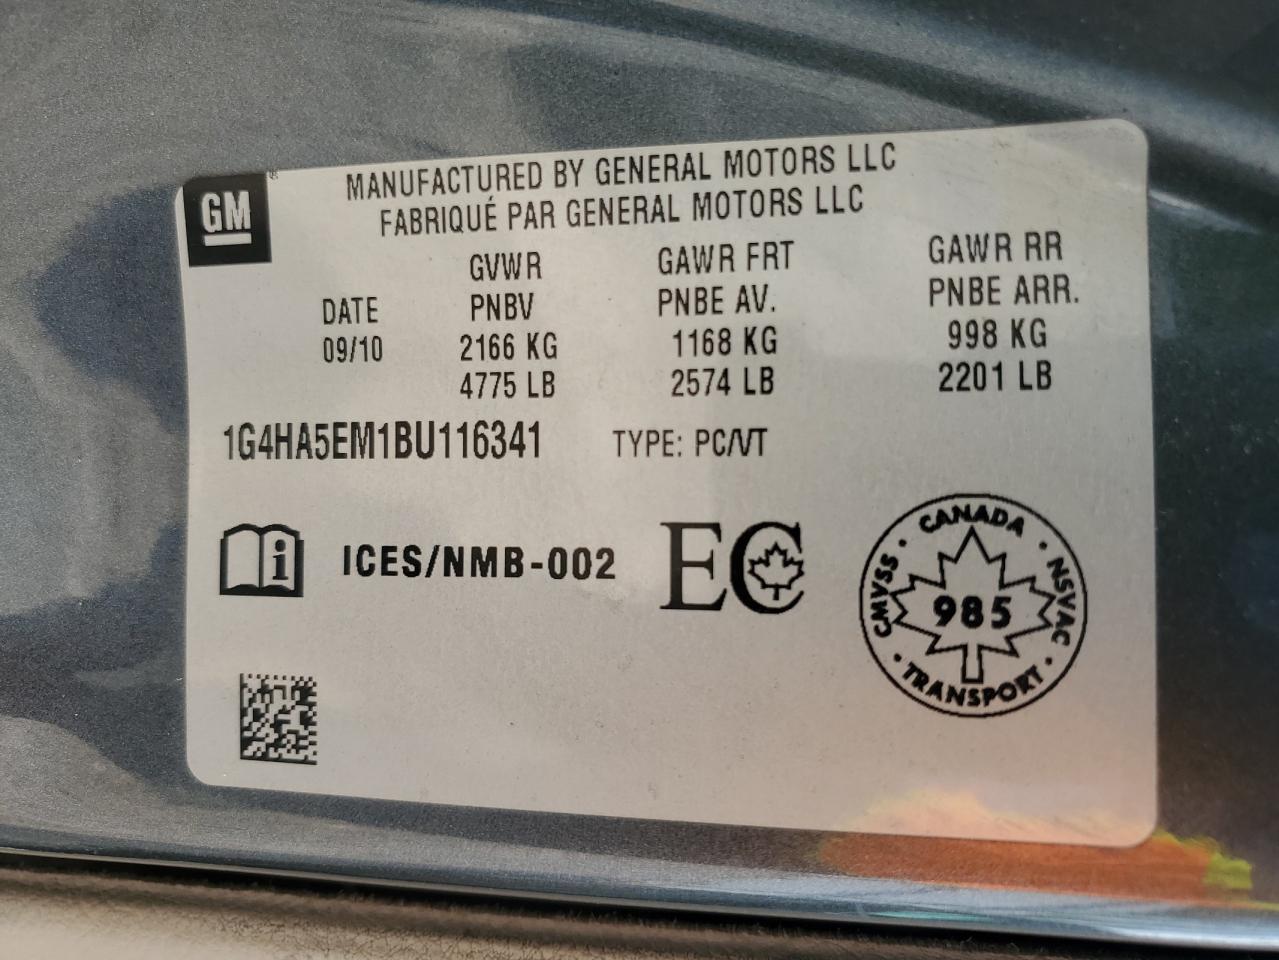 GM
MANUFACTURED BY GENERAL MOTORS LLC
FABRIQUÉ PAR GENERAL MOTORS LLC
GVWR GAWR FRT GAWR RR
DATE PNBV PNBE AV. PNBE ARR.
09/10 2166 KG 1168 KG 998 KG
4775 LB 2574 LB 2201 LB
1G4HA5EM1BU116341 TYPE: PC/VT
i ICES/NMB-002 EC
CANADA
CMVSS 985 NSVAC
TRANSPORT